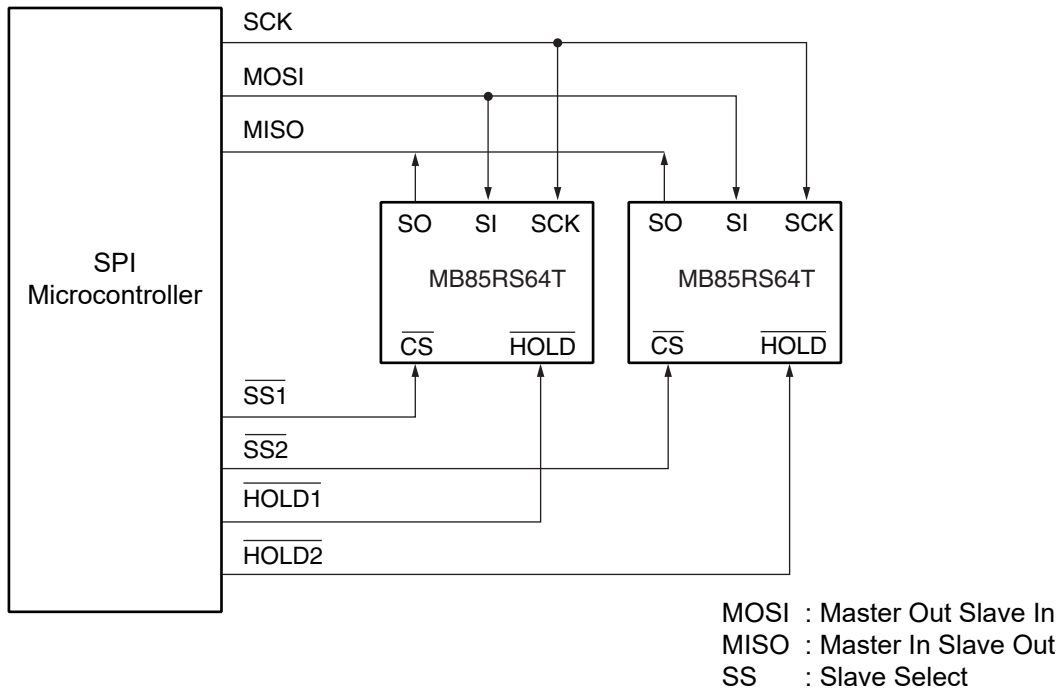 SCK
MOSI
MISO
SO SI SCK
MB85RS64T
CS HOLD
SO SI SCK
MB85RS64T
CS HOLD
SPI
Microcontroller
SS1
SS2
HOLD1
HOLD2
MOSI : Master Out Slave In
MISO : Master In Slave Out
SS : Slave Select